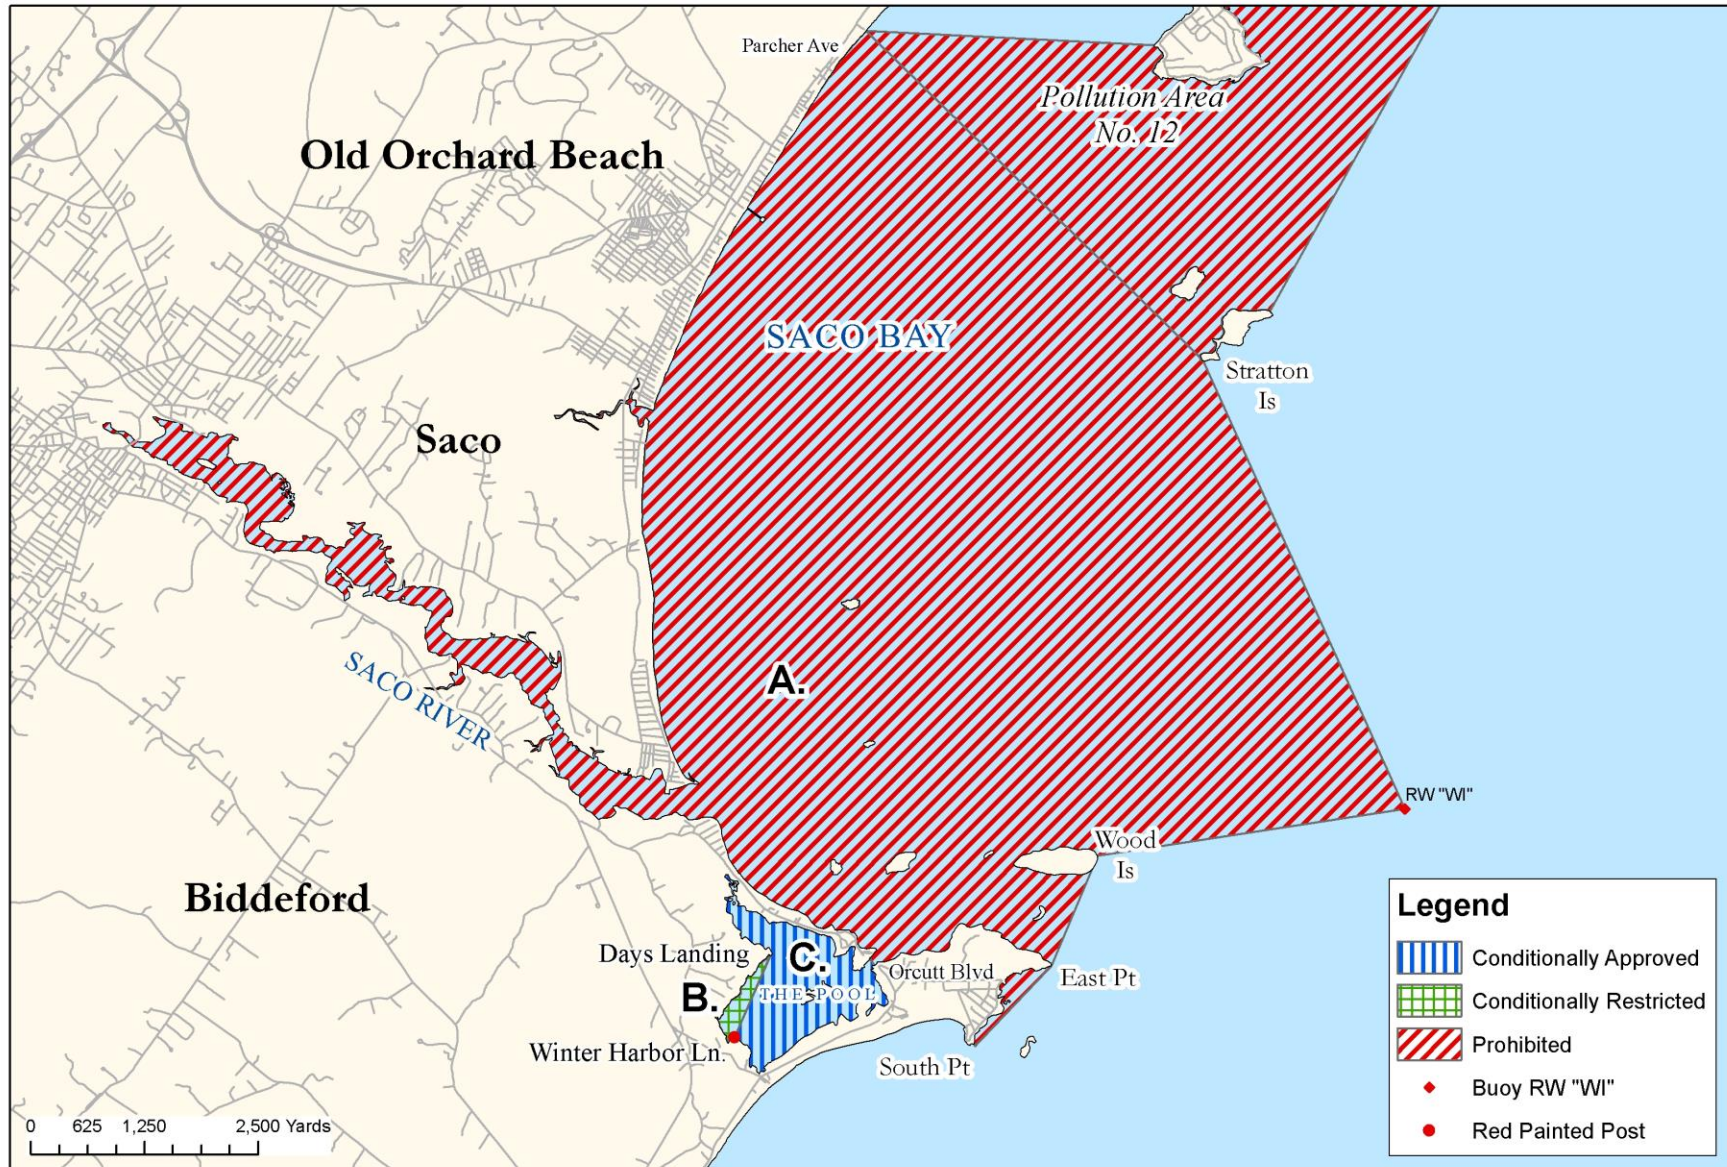 Parcher Ave
Pollution Area
No. 12
Old Orchard Beach
SACO BAY
Stratton
Is
Saco
A.
SACO RIVER
RW "WI"
Wood
Is
Biddeford
Days Landing
C.
Orcutt Blvd
East Pt
B.
THE POOL
Winter Harbor Ln.
South Pt
Legend
Conditionally Approved
Conditionally Restricted
Prohibited
Buoy RW "WI"
Red Painted Post
0 625 1,250 2,500 Yards